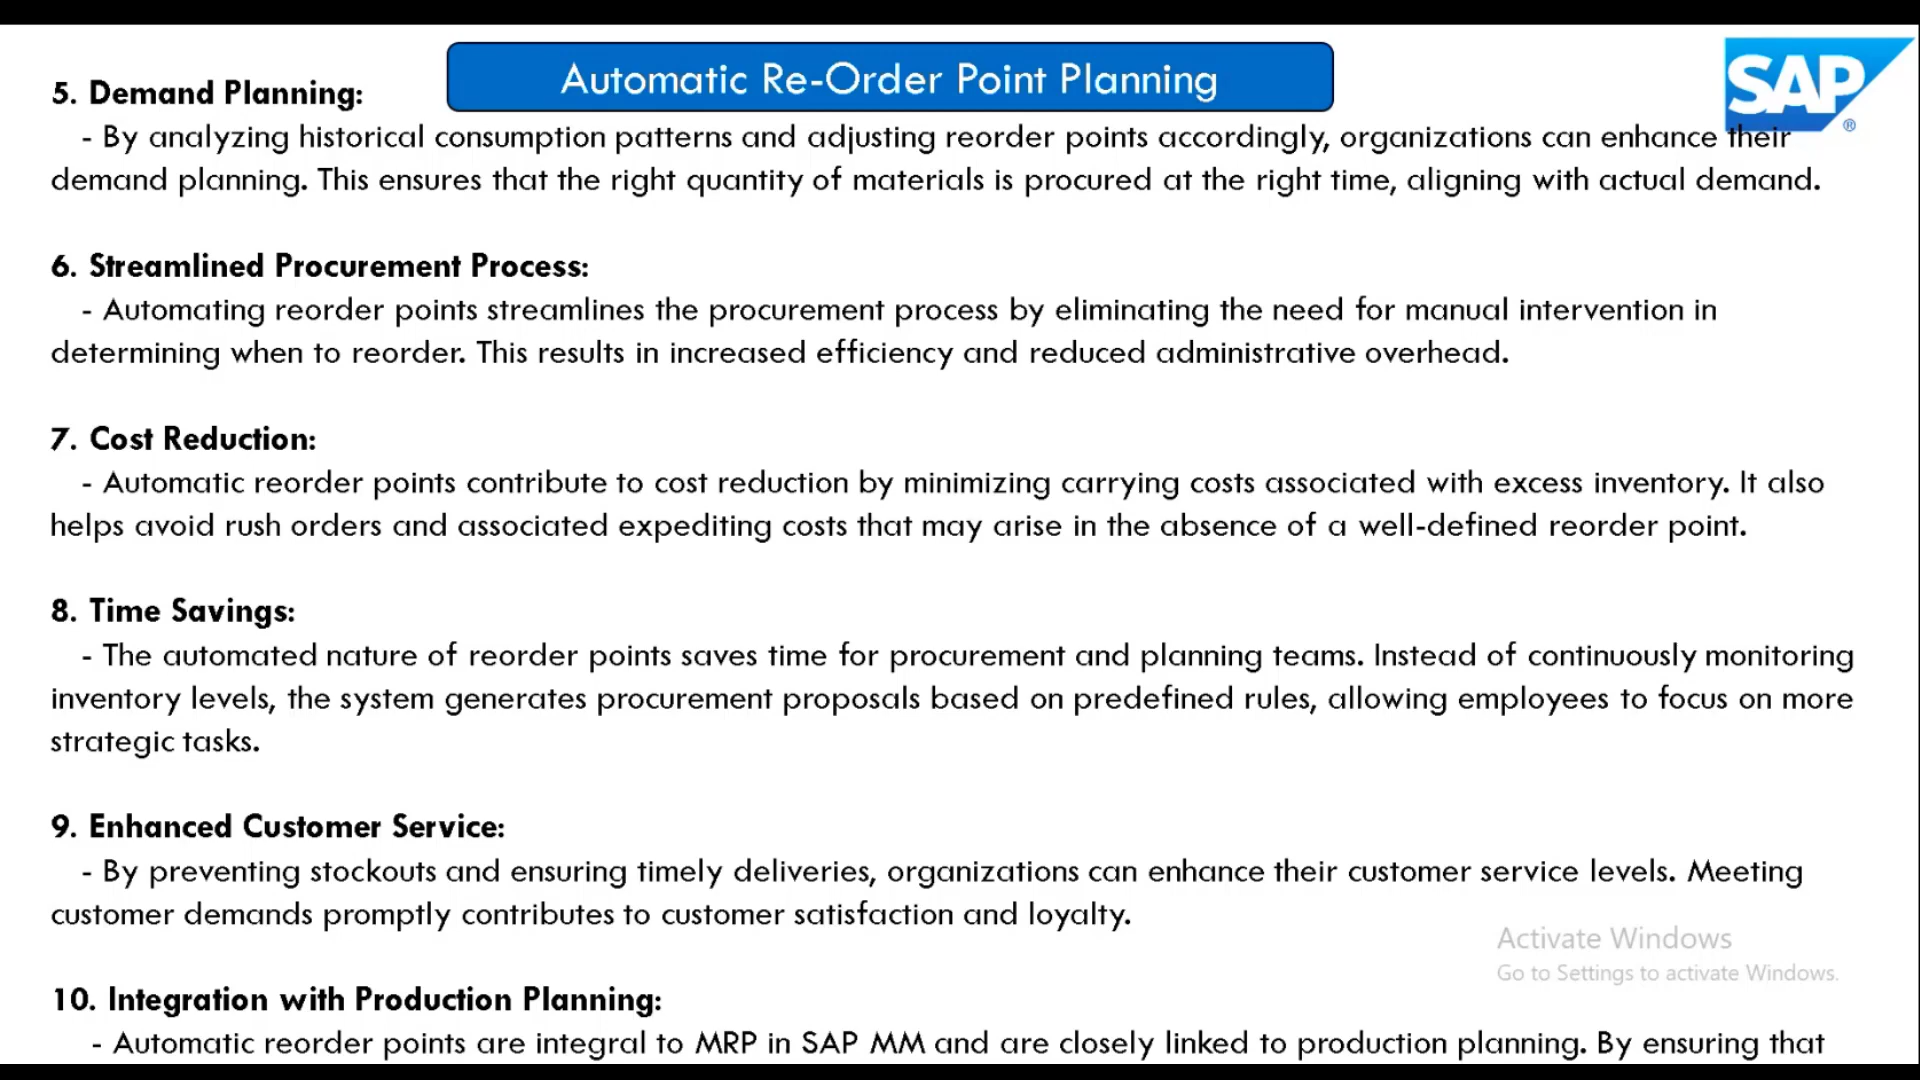 Automatic Re-Order Point Planning
SAP
®
5. Demand Planning:
- By analyzing historical consumption patterns and adjusting reorder points accordingly, organizations can enhance their
demand planning. This ensures that the right quantity of materials is procured at the right time, aligning with actual demand.
6. Streamlined Procurement Process:
- Automating reorder points streamlines the procurement process by eliminating the need for manual intervention in
determining when to reorder. This results in increased efficiency and reduced administrative overhead.
7. Cost Reduction:
- Automatic reorder points contribute to cost reduction by minimizing carrying costs associated with excess inventory. It also
helps avoid rush orders and associated expediting costs that may arise in the absence of a well-defined reorder point.
8. Time Savings:
- The automated nature of reorder points saves time for procurement and planning teams. Instead of continuously monitoring
inventory levels, the system generates procurement proposals based on predefined rules, allowing employees to focus on more
strategic tasks.
9. Enhanced Customer Service:
- By preventing stockouts and ensuring timely deliveries, organizations can enhance their customer service levels. Meeting
customer demands promptly contributes to customer satisfaction and loyalty.
Activate Windows
Go to Settings to activate Windows.
10. Integration with Production Planning:
- Automatic reorder points are integral to MRP in SAP MM and are closely linked to production planning. By ensuring that